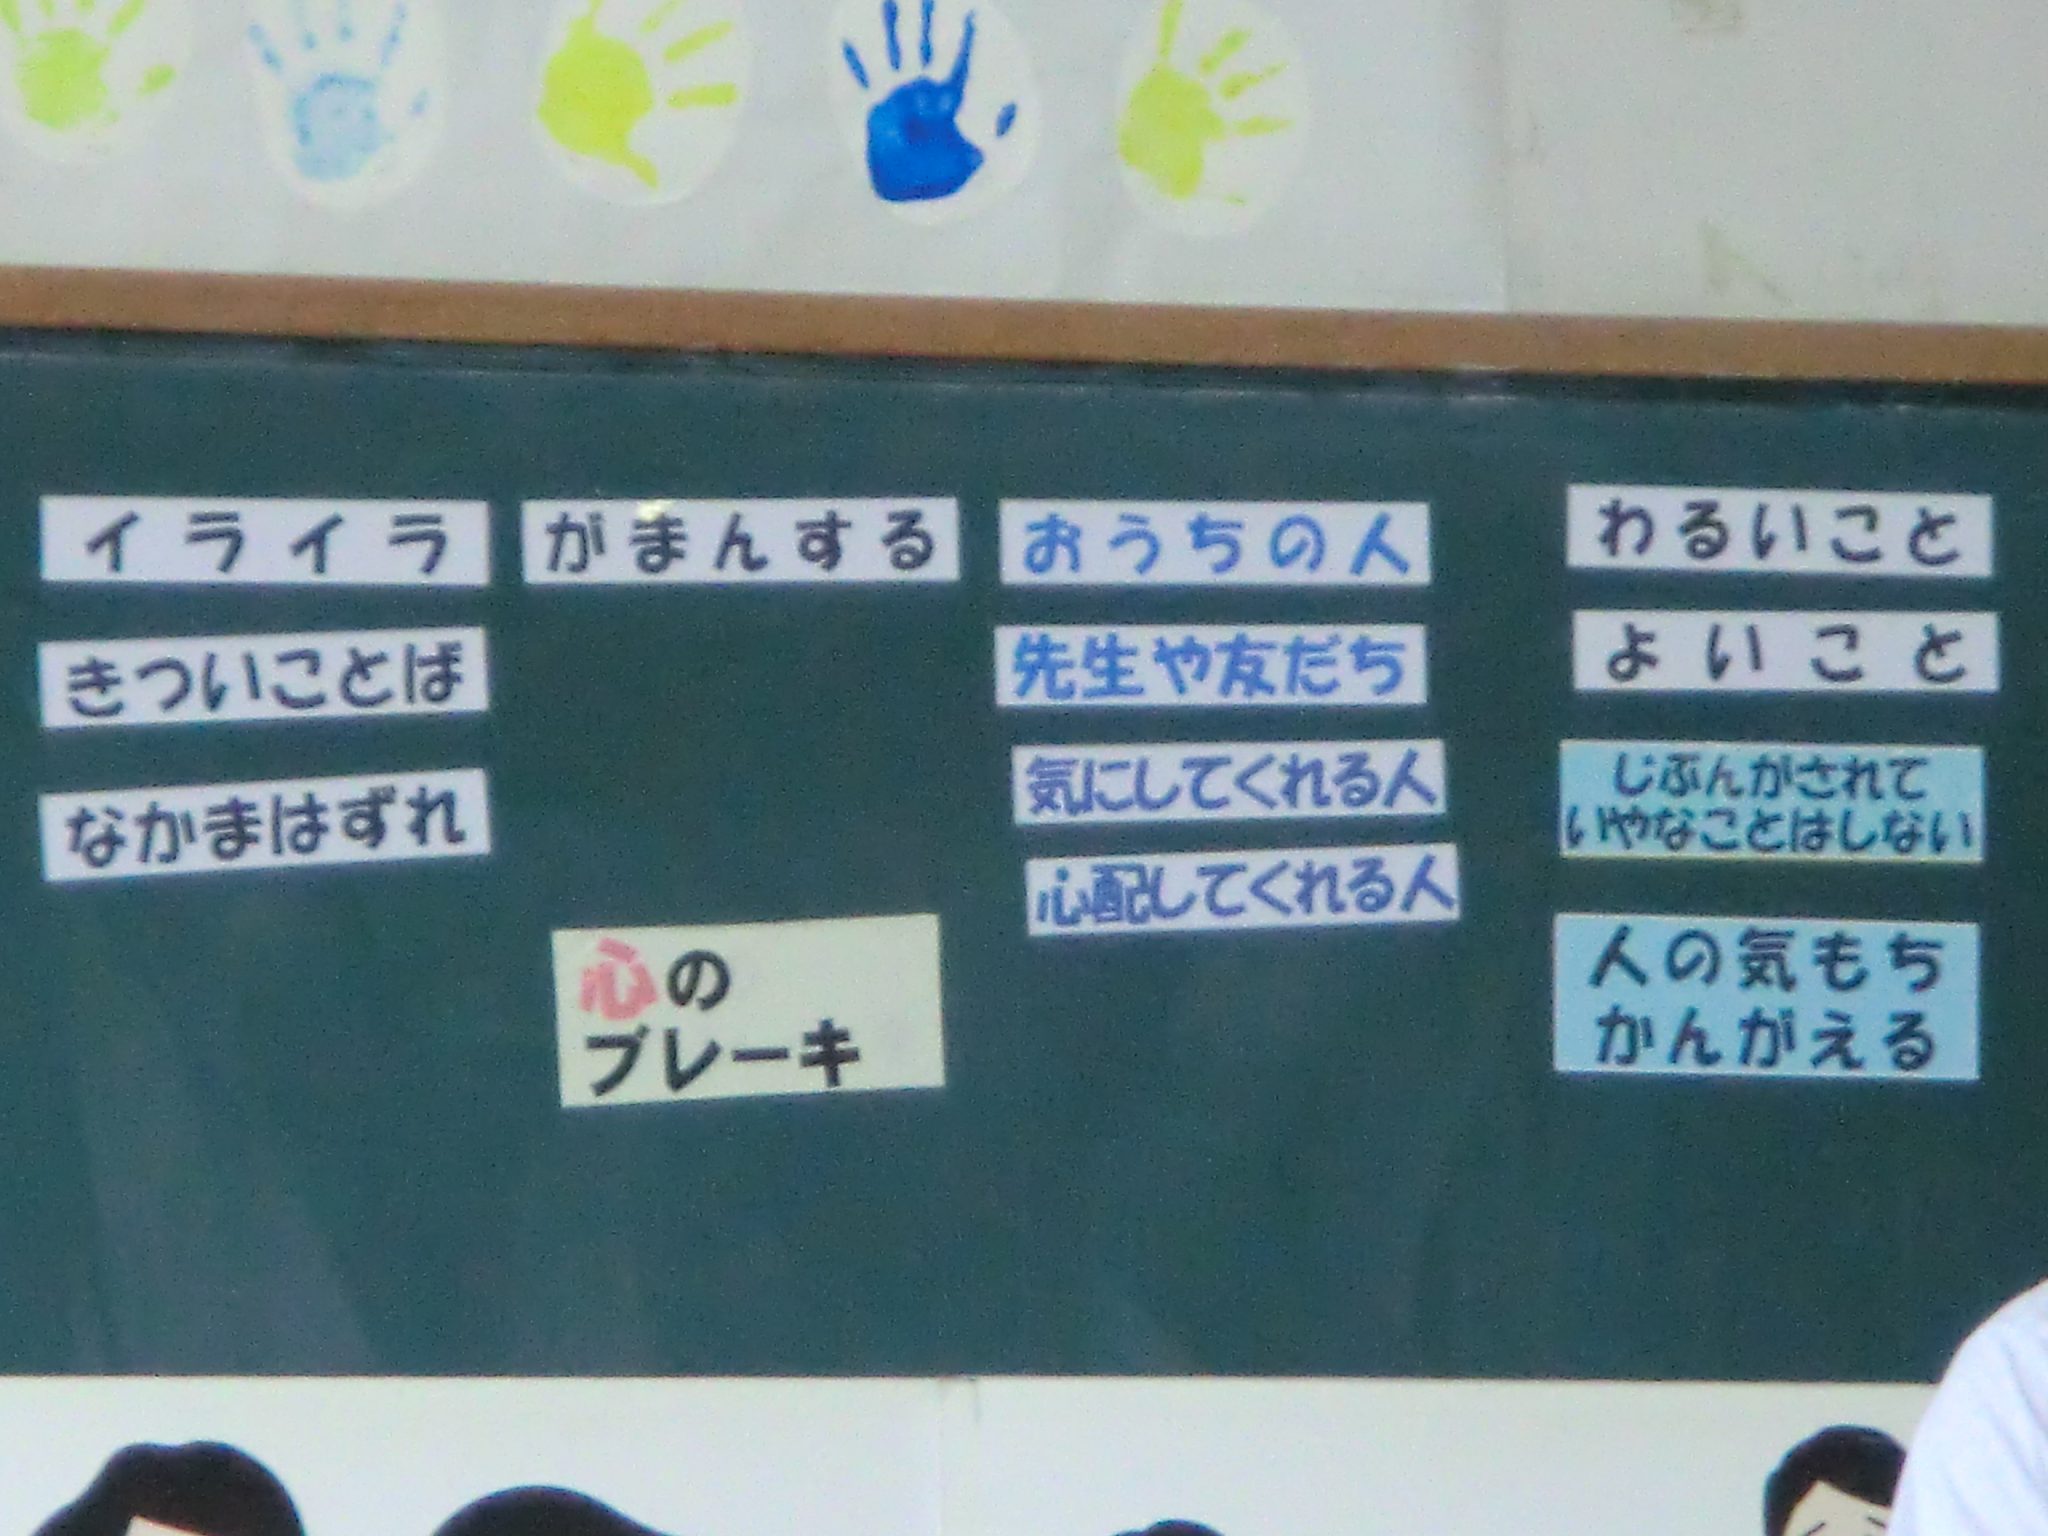 イライラ
きついことば
なかまはずれ
がまんする
心の
ブレーキ
おうちの人
先生や友だち
気にしてくれる人
心配してくれる人
わるいこと
よいこと
じぶんがされて
いやなことはしない
人の気もち
かんがえる